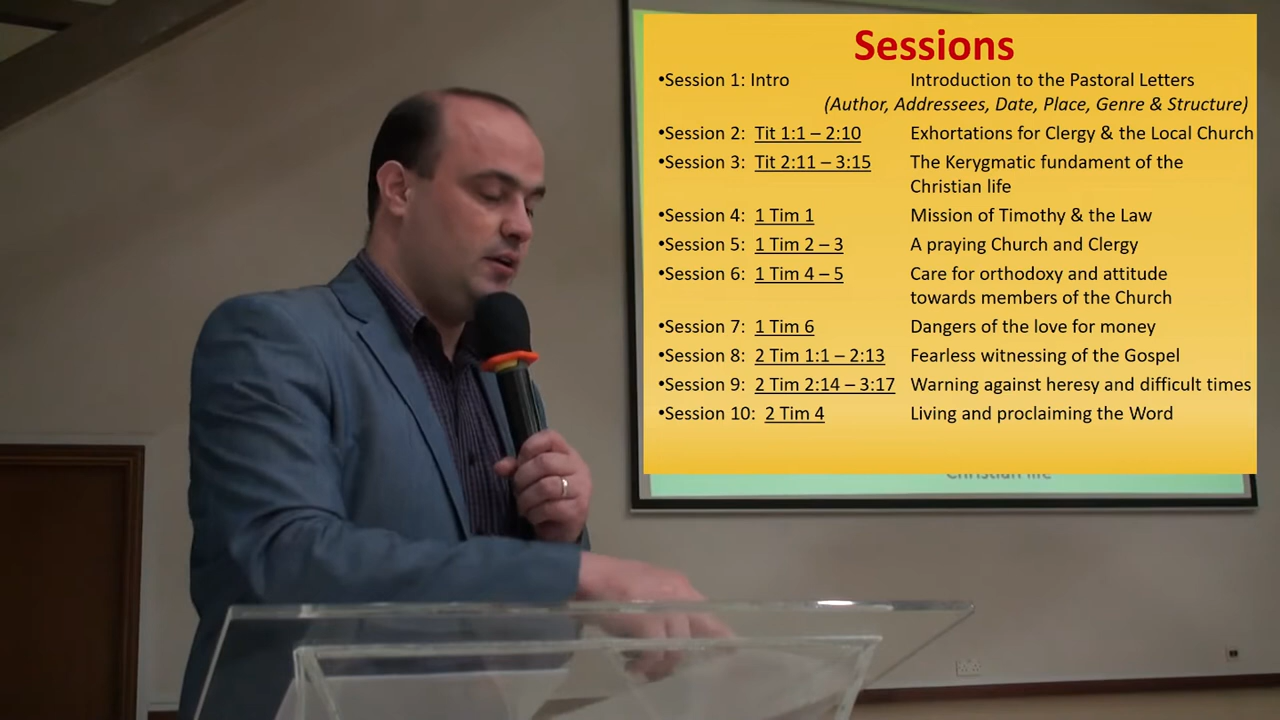 Sessions
•Session 1: Intro Introduction to the Pastoral Letters
(Author, Addressees, Date, Place, Genre & Structure)
•Session 2: Tit 1:1 – 2:10 Exhortations for Clergy & the Local Church
•Session 3: Tit 2:11 – 3:15 The Kerygmatic fundament of the
Christian life
•Session 4: 1 Tim 1 Mission of Timothy & the Law
•Session 5: 1 Tim 2 – 3 A praying Church and Clergy
•Session 6: 1 Tim 4 – 5 Care for orthodoxy and attitude
towards members of the Church
•Session 7: 1 Tim 6 Dangers of the love for money
•Session 8: 2 Tim 1:1 – 2:13 Fearless witnessing of the Gospel
•Session 9: 2 Tim 2:14 – 3:17 Warning against heresy and difficult times
•Session 10: 2 Tim 4 Living and proclaiming the Word
Christian life